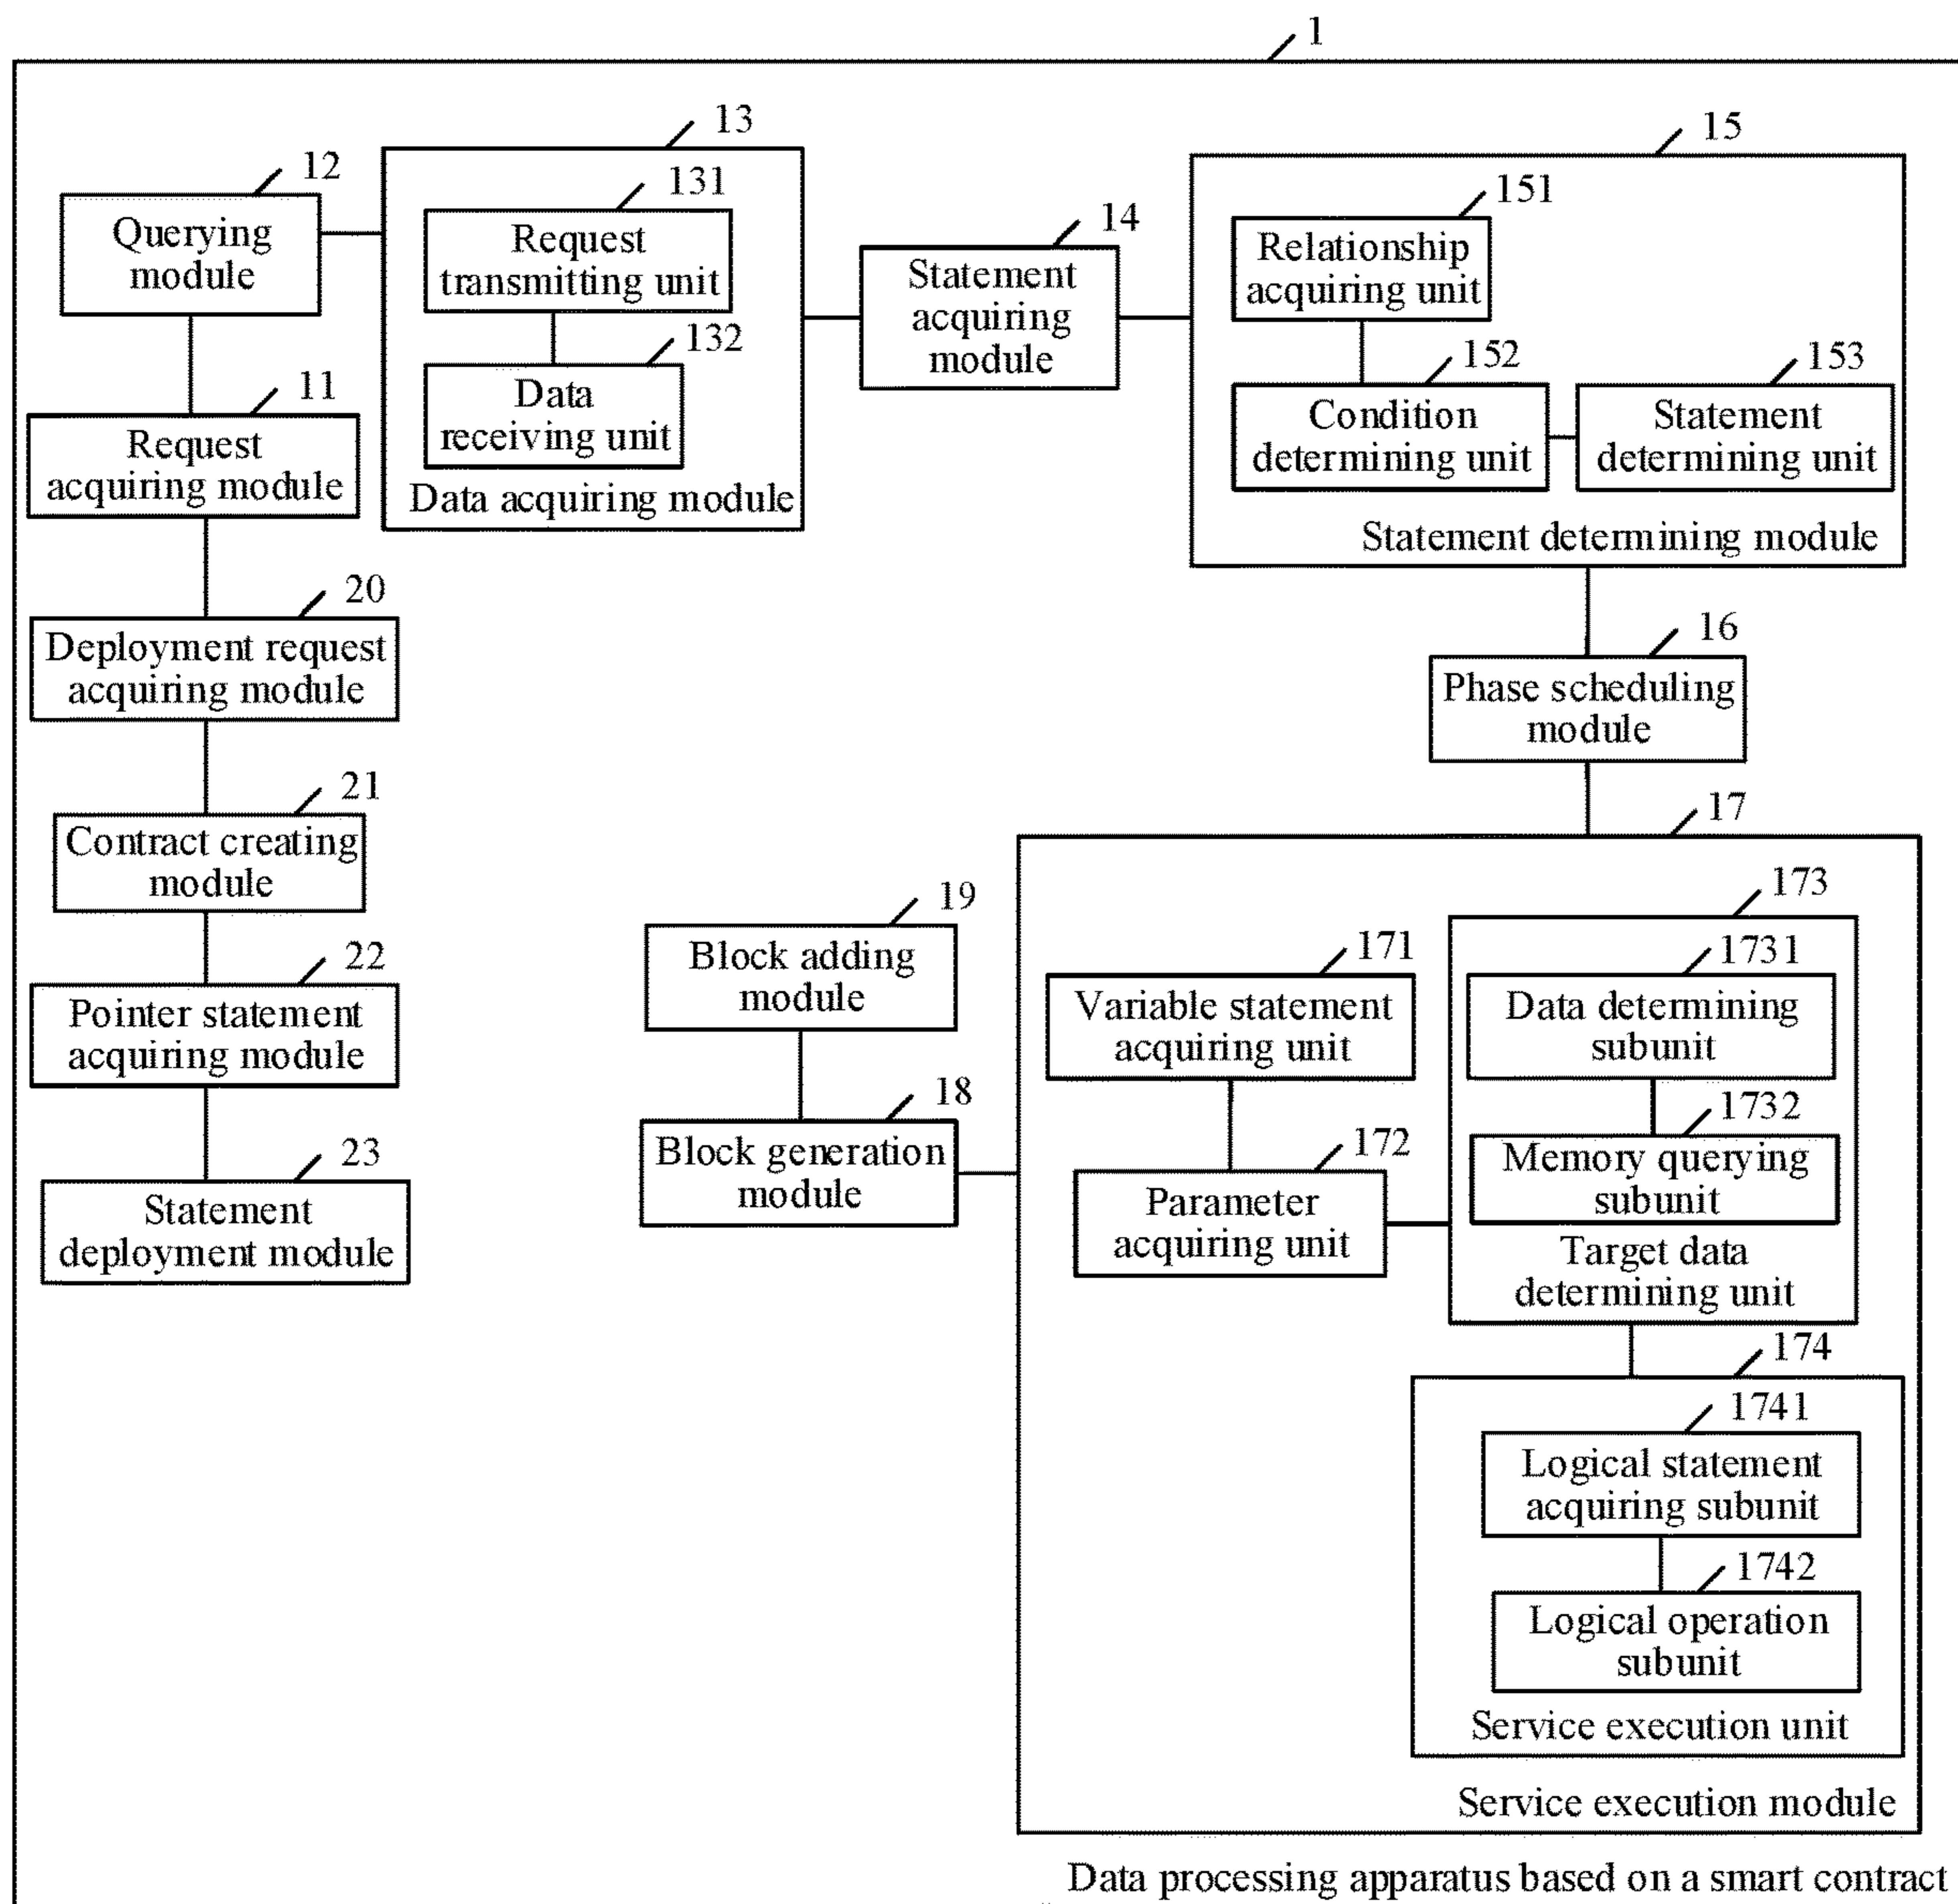 1
13
15
12
131
151
Querying
module
Request
transmitting unit
14
Statement
acquiring
module
Relationship
acquiring unit
132
152
153
11
Data
receiving unit
Condition
determining unit
Statement
determining unit
Request
acquiring module
Data acquiring module
Statement determining module
20
16
Deployment request
acquiring module
Phase scheduling
module
21
17
Contract creating
module
19
173
22
Block adding
module
171
1731
Pointer statement
acquiring module
Variable statement
acquiring unit
Data determining
subunit
18
1732
23
Block generation
module
172
Memory querying
subunit
Statement
deployment module
Parameter
acquiring unit
Target data
determining unit
174
1741
Logical statement
acquiring subunit
1742
Logical operation
subunit
Service execution unit
Service execution module
Data processing apparatus based on a smart contract